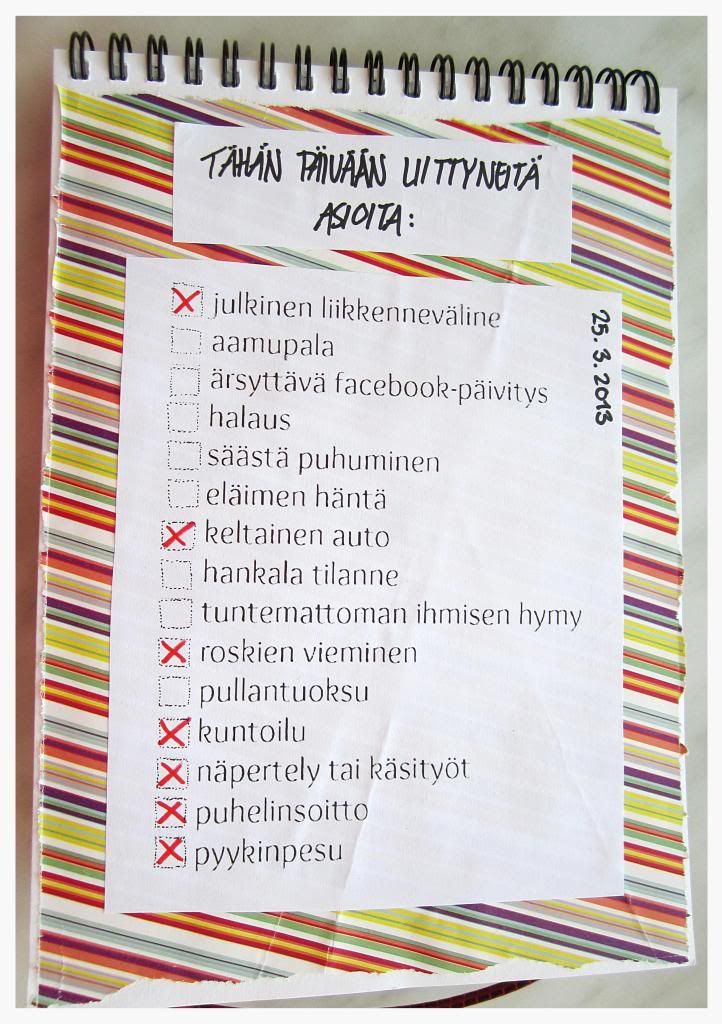 TÄHÄN PÄIVÄÄN LIITTYNEITÄ
ASIOITA:
25.3.2013
julkinen liikkenneväline
aamupala
ärsyttävä facebook-päivitys
halaus
säästä puhuminen
eläimen häntä
keltainen auto
hankala tilanne
tuntemattoman ihmisen hymy
roskien vieminen
pullantuoksu
kuntoilu
näpertely tai käsityöt
puhelinsoitto
pyykinpesu